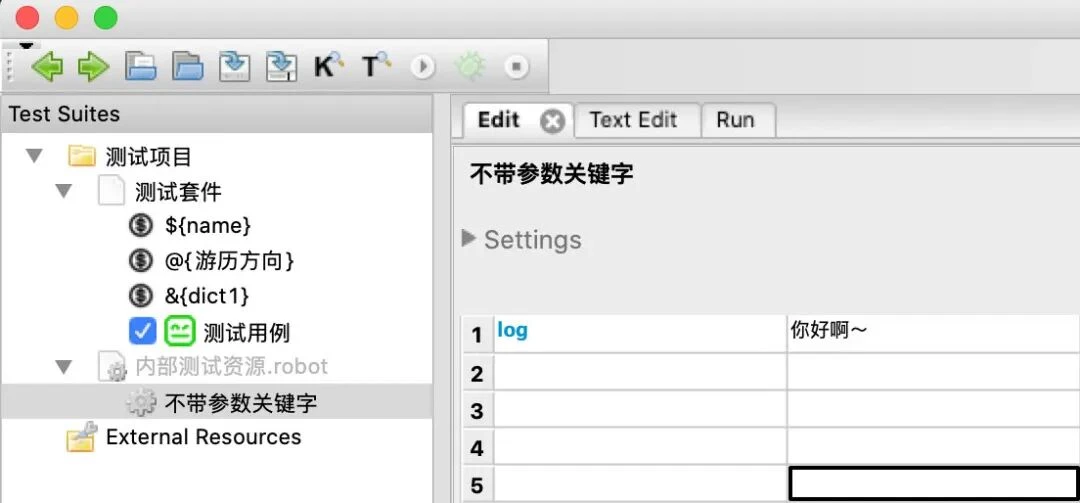 K T
Test Suites
Edit Text Edit Run
测试项目
测试套件
${name}
@{游历方向}
&{dict1}
测试用例
内部测试资源.robot
不带参数关键字
External Resources
不带参数关键字
Settings
1 log 你好啊～
2
3
4
5